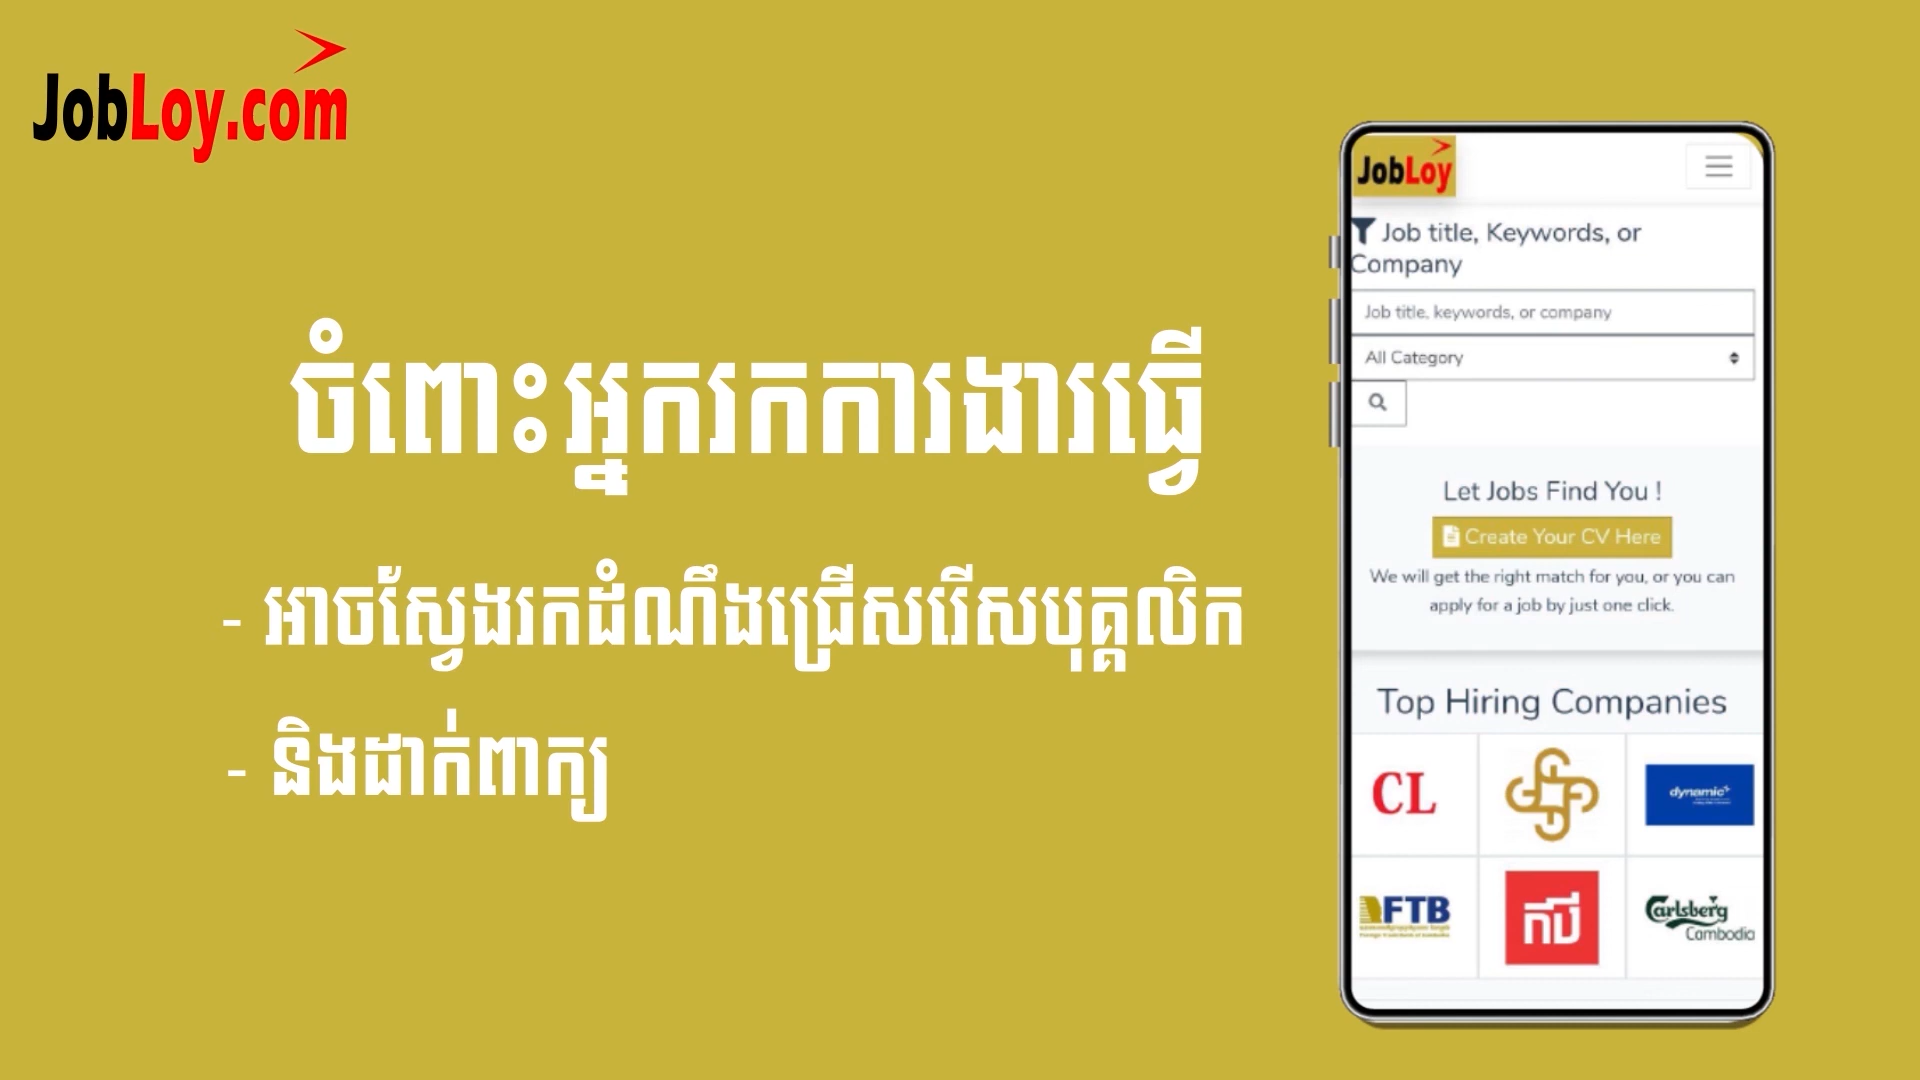 JobLoy.com
ចំពោះអ្នករកការងារធ្វើ
- អាចស្វែងរកដំណឹងជ្រើសរើសបុគ្គលិក
- និងដាក់ពាក្យ
JobLoy
Job title, Keywords, or
Company
Job title, keywords, or company
All Category
Let Jobs Find You !
Create Your CV Here
We will get the right match for you, or you can
apply for a job by just one click.
Top Hiring Companies
CL
dynamic
FTB
Carlsberg
Cambodia